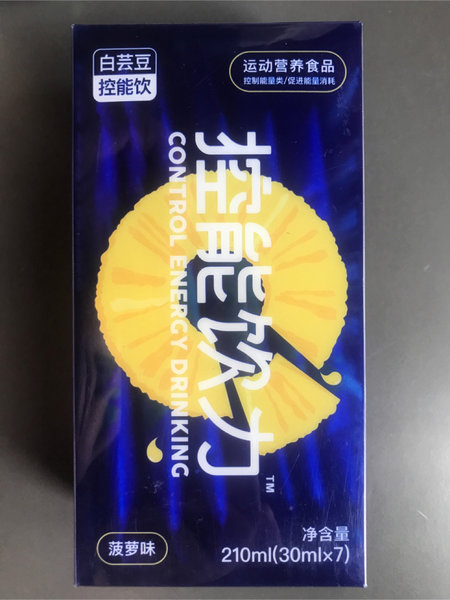 白芸豆
控能饮
运动营养食品
控制能量类/促进能量消耗
控能饮力™
CONTROL ENERGY DRINKING
菠萝味
净含量
210ml(30ml×7)